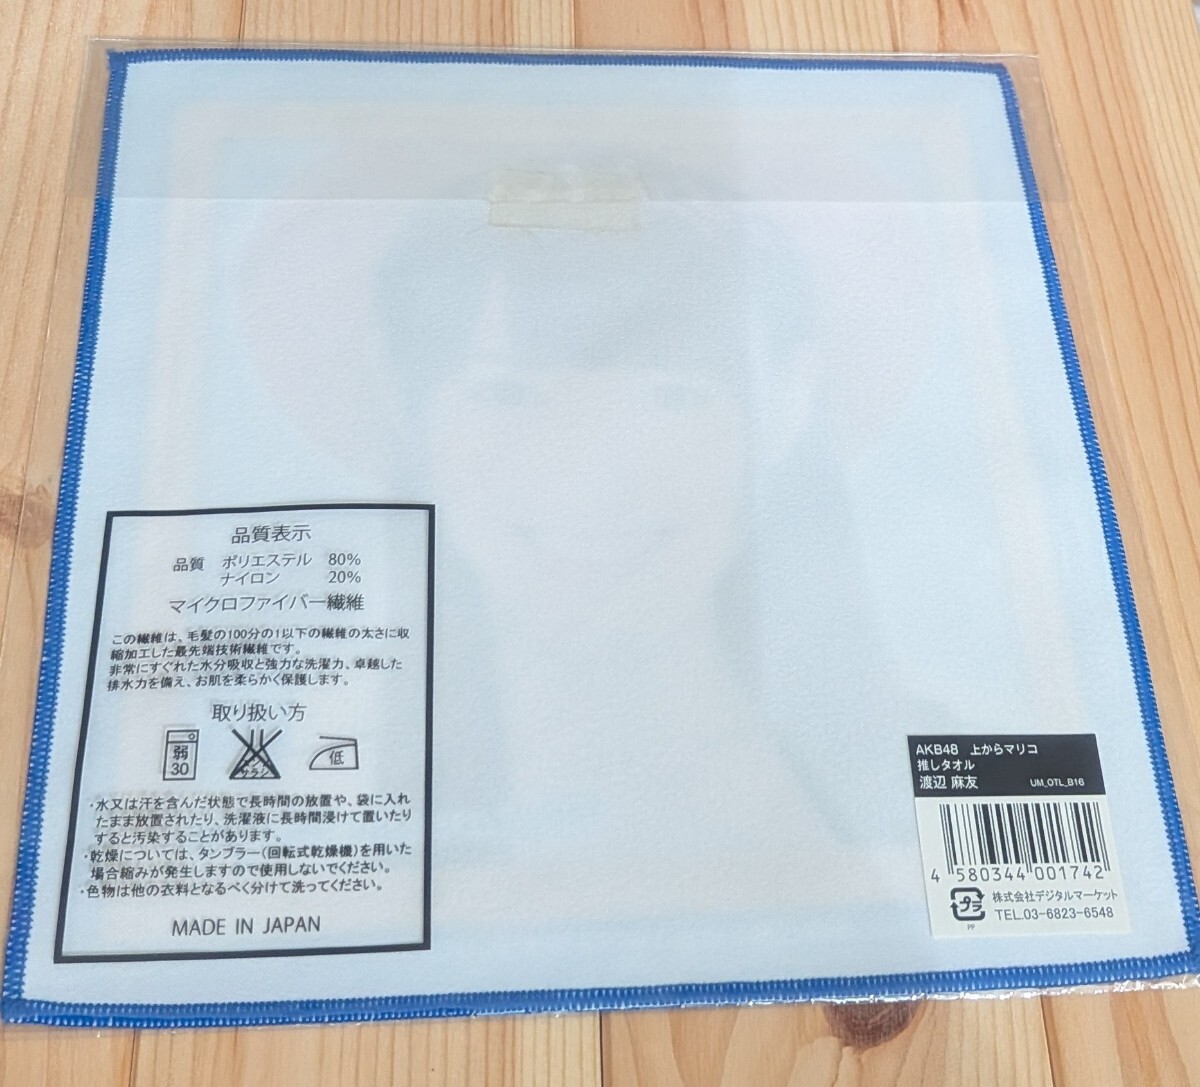 品質表示
品質 ポリエステル 80%
ナイロン 20%
マイクロファイバー繊維
この繊維は、毛髪の100分の1以下の繊維の太さに収
縮加工した最先端技術繊維です。
非常にすぐれた水分吸収と強力な洗濯力、卓越した
排水力を備え、お肌を柔らかく保護します。
取り扱い方
弱
30
サラシ
低
・水又は汗を含んだ状態で長時間の放置や、袋に入れ
たまま放置されたり、洗濯液に長時間浸けて置いたり
すると汚染することがあります。
・乾燥については、タンブラー(回転式乾燥機)を用いた
場合縮みが発生しますので使用しないでください。
・色物は他の衣料となるべく分けて洗ってください。
MADE IN JAPAN
AKB48 上からマリコ
推しタオル
渡辺 麻友 UM_OTL_B16
4 580344 001742
プラ
PP
株式会社デジタルマーケット
TEL.03-6823-6548